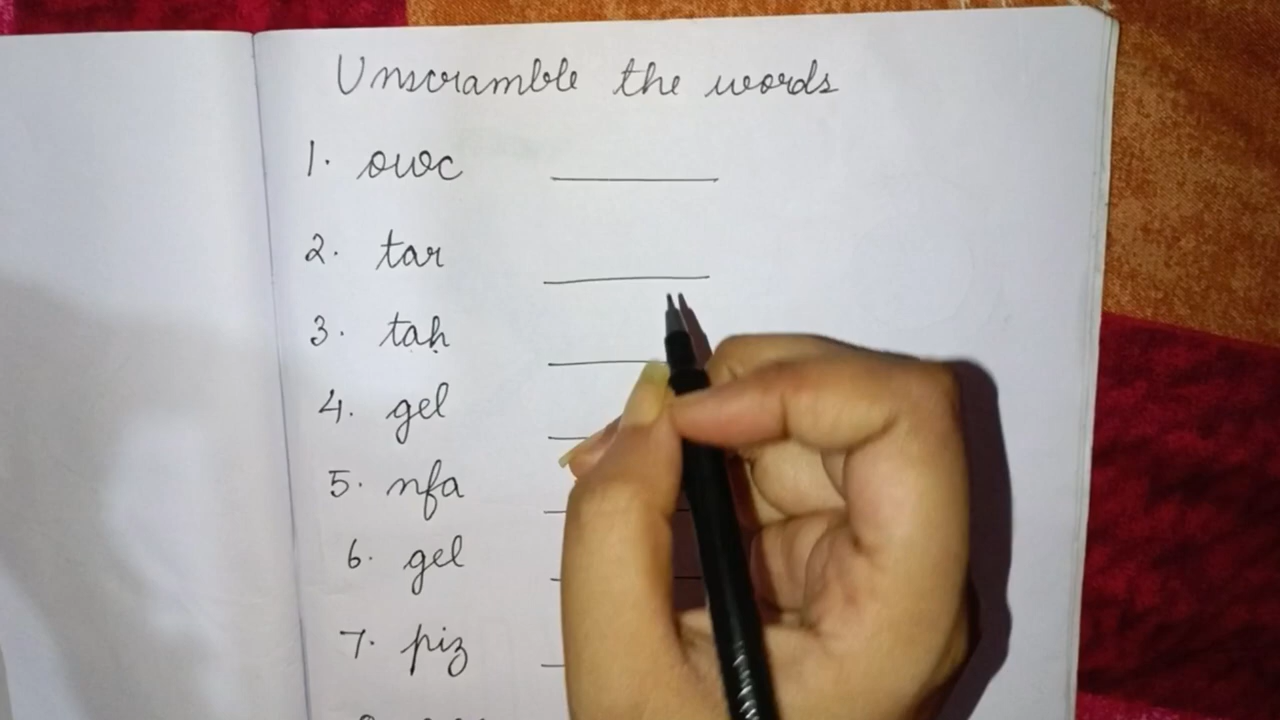 Unscramble the words
1. owc
2. tar
3. tah
4. gel
5. nfa
6. gel
7. piz